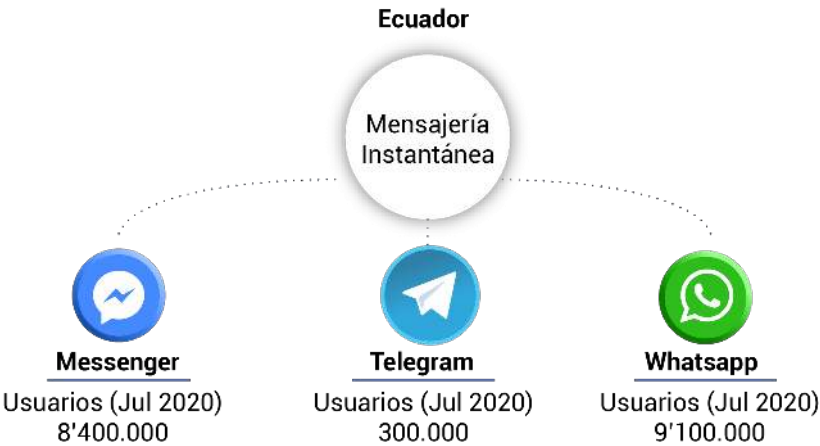 Ecuador
Mensajería
Instantánea
Messenger
Usuarios (Jul 2020)
8'400.000
Telegram
Usuarios (Jul 2020)
300.000
Whatsapp
Usuarios (Jul 2020)
9'100.000